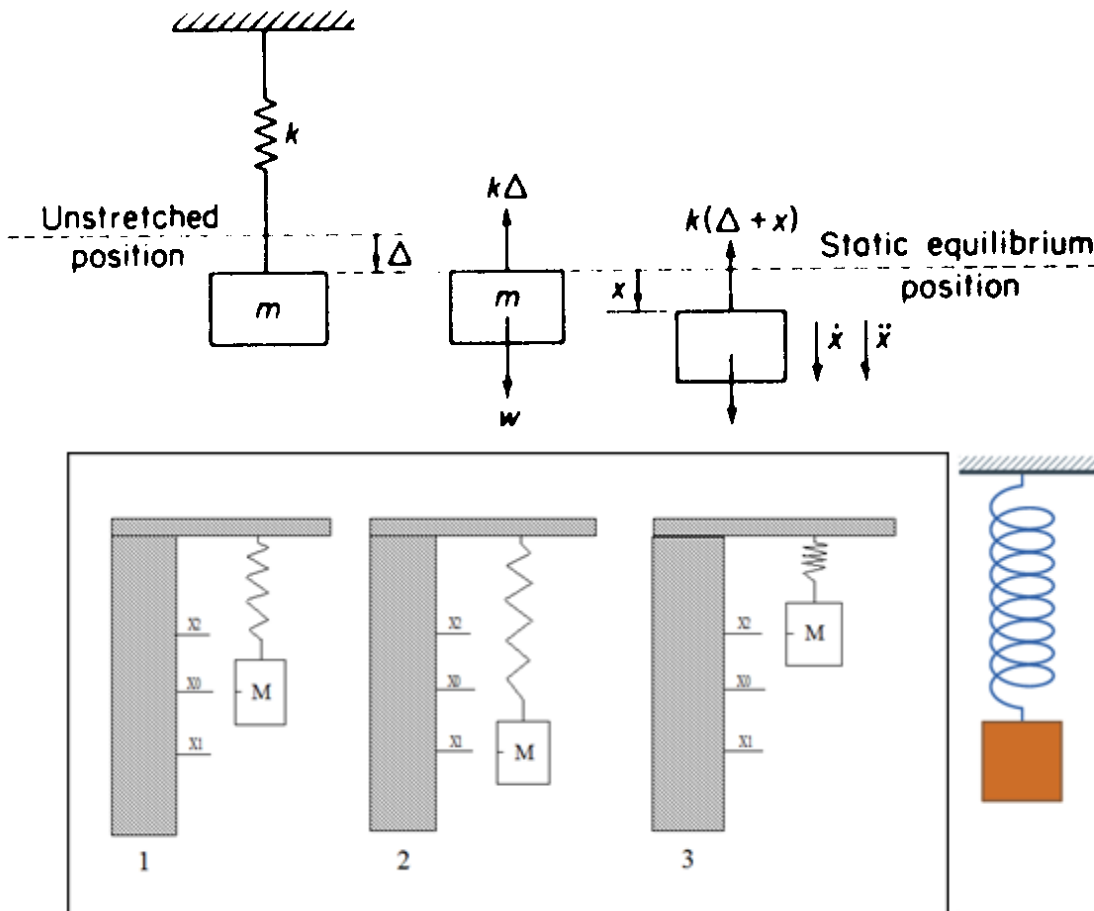 k
Unstretched
position
Δ
m
kΔ
m
w
k(Δ + x)
x
Static equilibrium
position
ẋ ẍ
X2
X0
X1
M
1
X2
X0
X1
M
2
X2
X0
X1
M
3